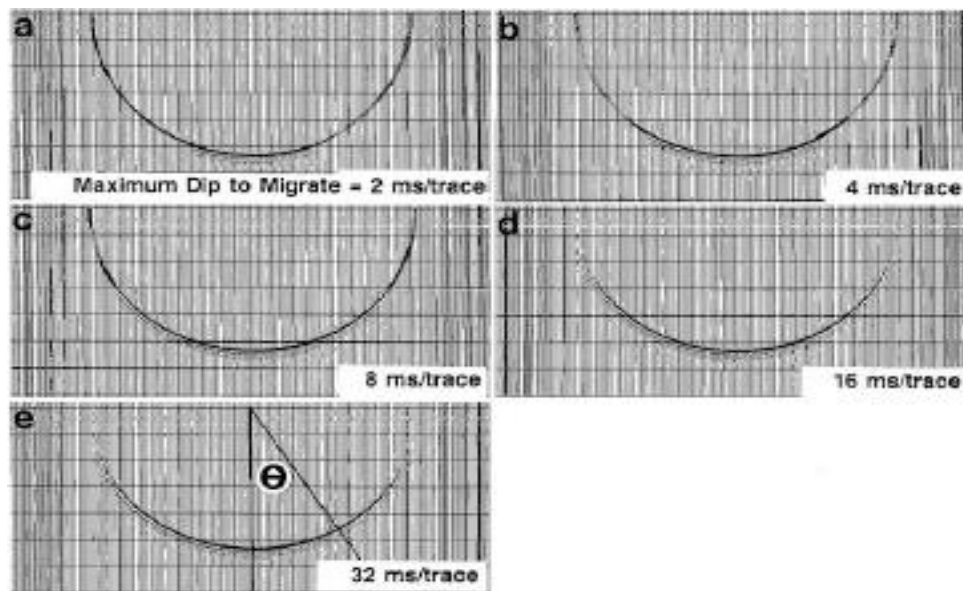 a
Maximum Dip to Migrate = 2 ms/trace
b
4 ms/trace
c
8 ms/trace
d
16 ms/trace
e
Θ
32 ms/trace